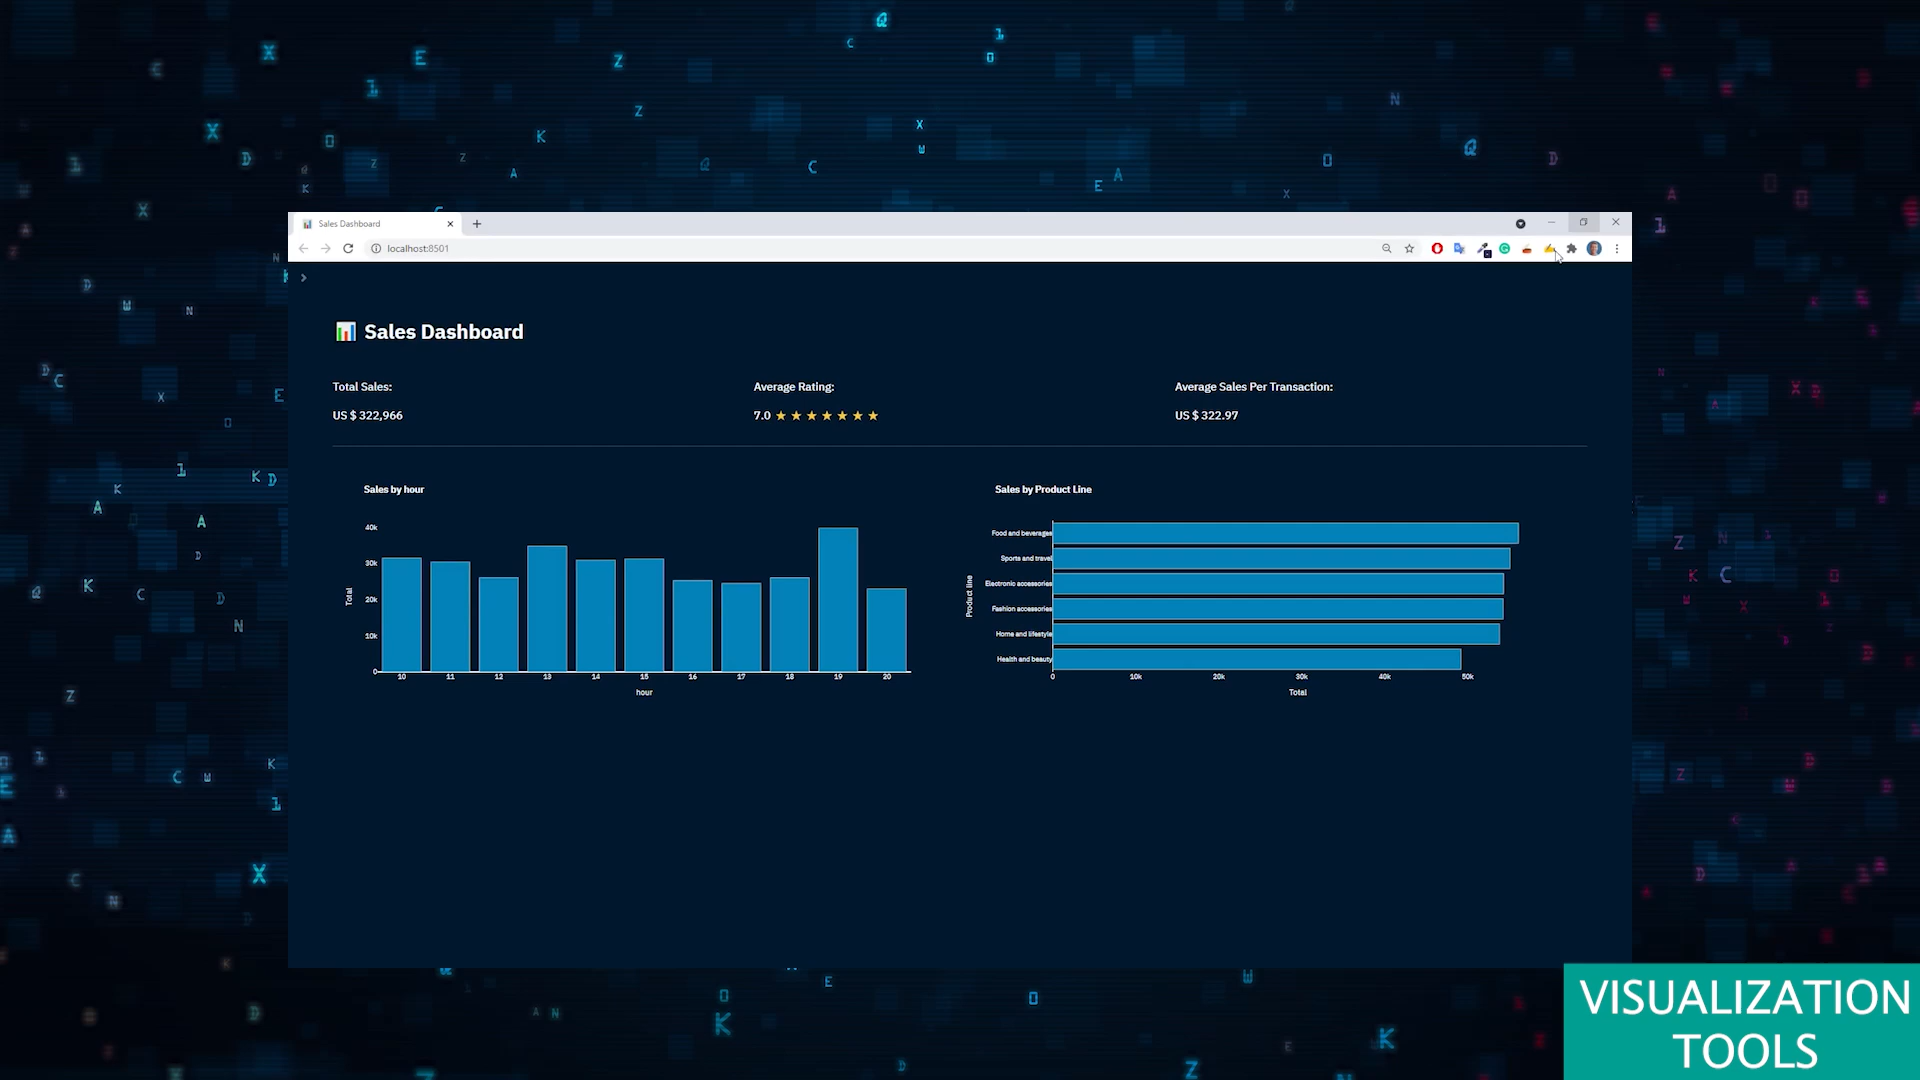 Sales Dashboard
localhost:8501
📊 Sales Dashboard
Total Sales:
US $ 322,966
Average Rating:
7.0 ★ ★ ★ ★ ★ ★ ★
Average Sales Per Transaction:
US $ 322.97
Sales by hour
40k
30k
20k
10k
0
Total
10 11 12 13 14 15 16 17 18 19 20
hour
Sales by Product Line
Product line
Food and beverages
Sports and travel
Electronic accessories
Fashion accessories
Home and lifestyle
Health and beauty
0 10k 20k 30k 40k 50k
Total
VISUALIZATION
TOOLS